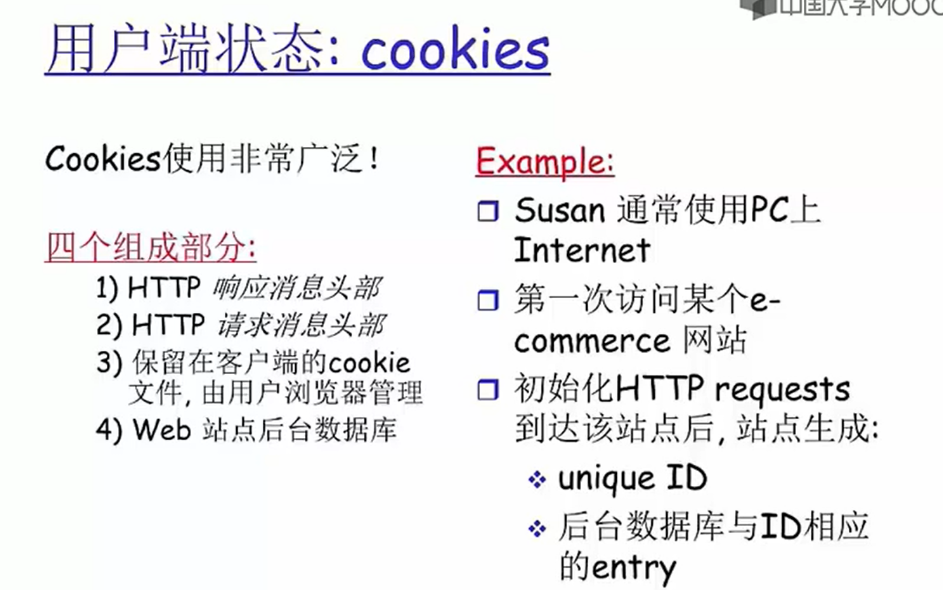 中国大学MOOC
用户端状态: cookies
Cookies使用非常广泛!
四个组成部分:
1) HTTP 响应消息头部
2) HTTP 请求消息头部
3) 保留在客户端的cookie
文件, 由用户浏览器管理
4) Web 站点后台数据库
Example:
Susan 通常使用PC上
Internet
第一次访问某个e-
commerce 网站
初始化HTTP requests
到达该站点后, 站点生成:
unique ID
后台数据库与ID相应
的entry